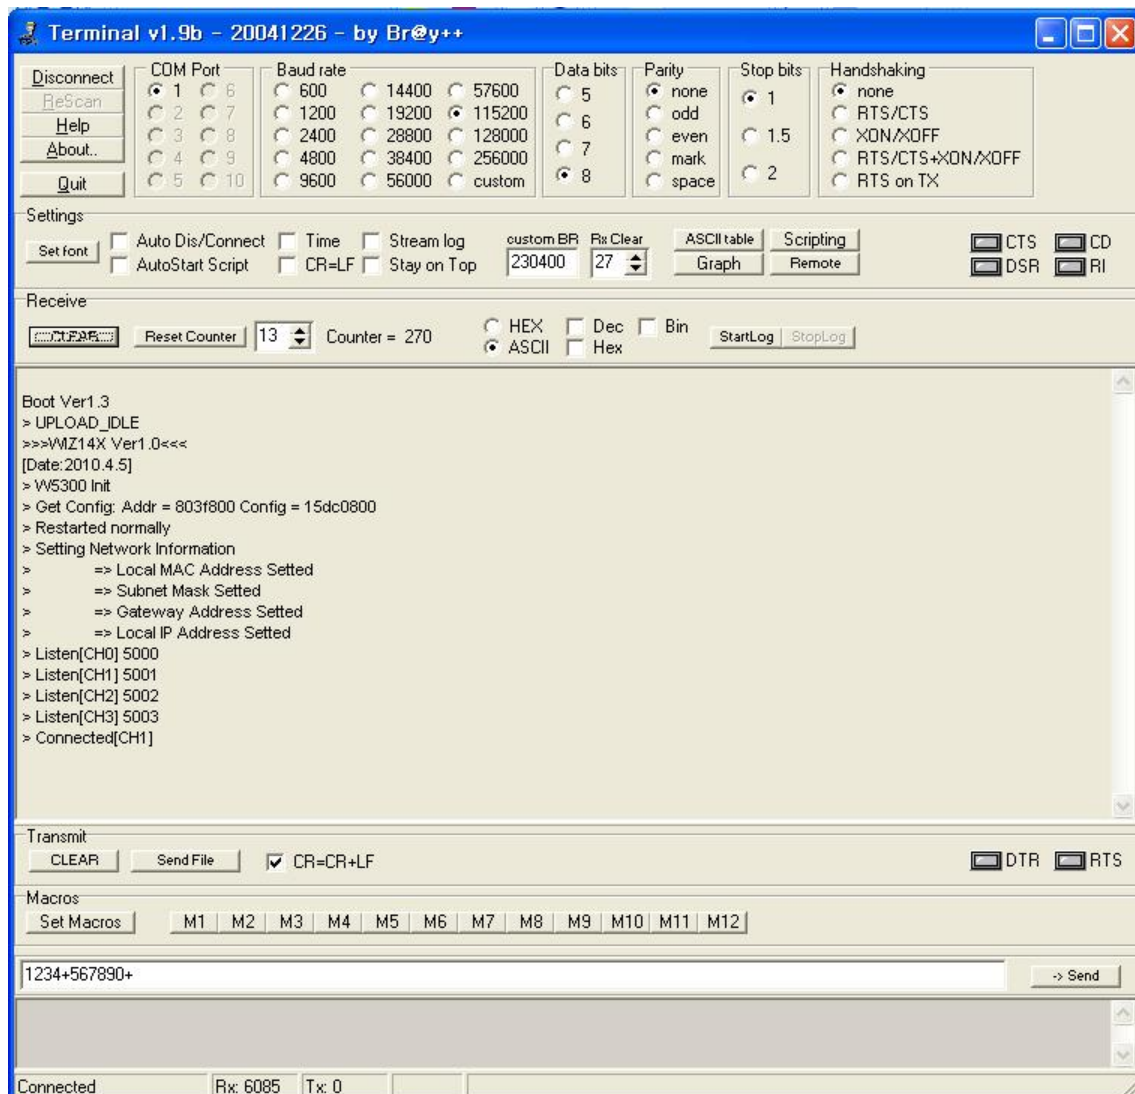 Terminal v1.9b - 20041226 - by Br@y++
Disconnect
ReScan
Help
About..
Quit
COM Port
1 6
2 7
3 8
4 9
5 10
Baud rate
600 14400 57600
1200 19200 115200
2400 28800 128000
4800 38400 256000
9600 56000 custom
Data bits
5
6
7
8
Parity
none
odd
even
mark
space
Stop bits
1
1.5
2
Handshaking
none
RTS/CTS
XON/XOFF
RTS/CTS+XON/XOFF
RTS on TX
Settings
Set font
Auto Dis/Connect Time Stream log
AutoStart Script CR=LF Stay on Top
custom BR Rx Clear
230400 27
ASCII table Scripting
Graph Remote
CTS CD
DSR RI
Receive
CLEAR Reset Counter 13 Counter = 270
HEX Dec Bin
ASCII Hex
StartLog StopLog
Boot Ver1.3
> UPLOAD_IDLE
>>>WIZ14X Ver1.0<<<
[Date:2010.4.5]
> W5300 Init
> Get Config: Addr = 803f800 Config = 15dc0800
> Restarted normally
> Setting Network Information
> => Local MAC Address Setted
> => Subnet Mask Setted
> => Gateway Address Setted
> => Local IP Address Setted
> Listen[CH0] 5000
> Listen[CH1] 5001
> Listen[CH2] 5002
> Listen[CH3] 5003
> Connected[CH1]
Transmit
CLEAR Send File CR=CR+LF DTR RTS
Macros
Set Macros M1 M2 M3 M4 M5 M6 M7 M8 M9 M10 M11 M12
1234+567890+ -> Send
Connected Rx: 6085 Tx: 0